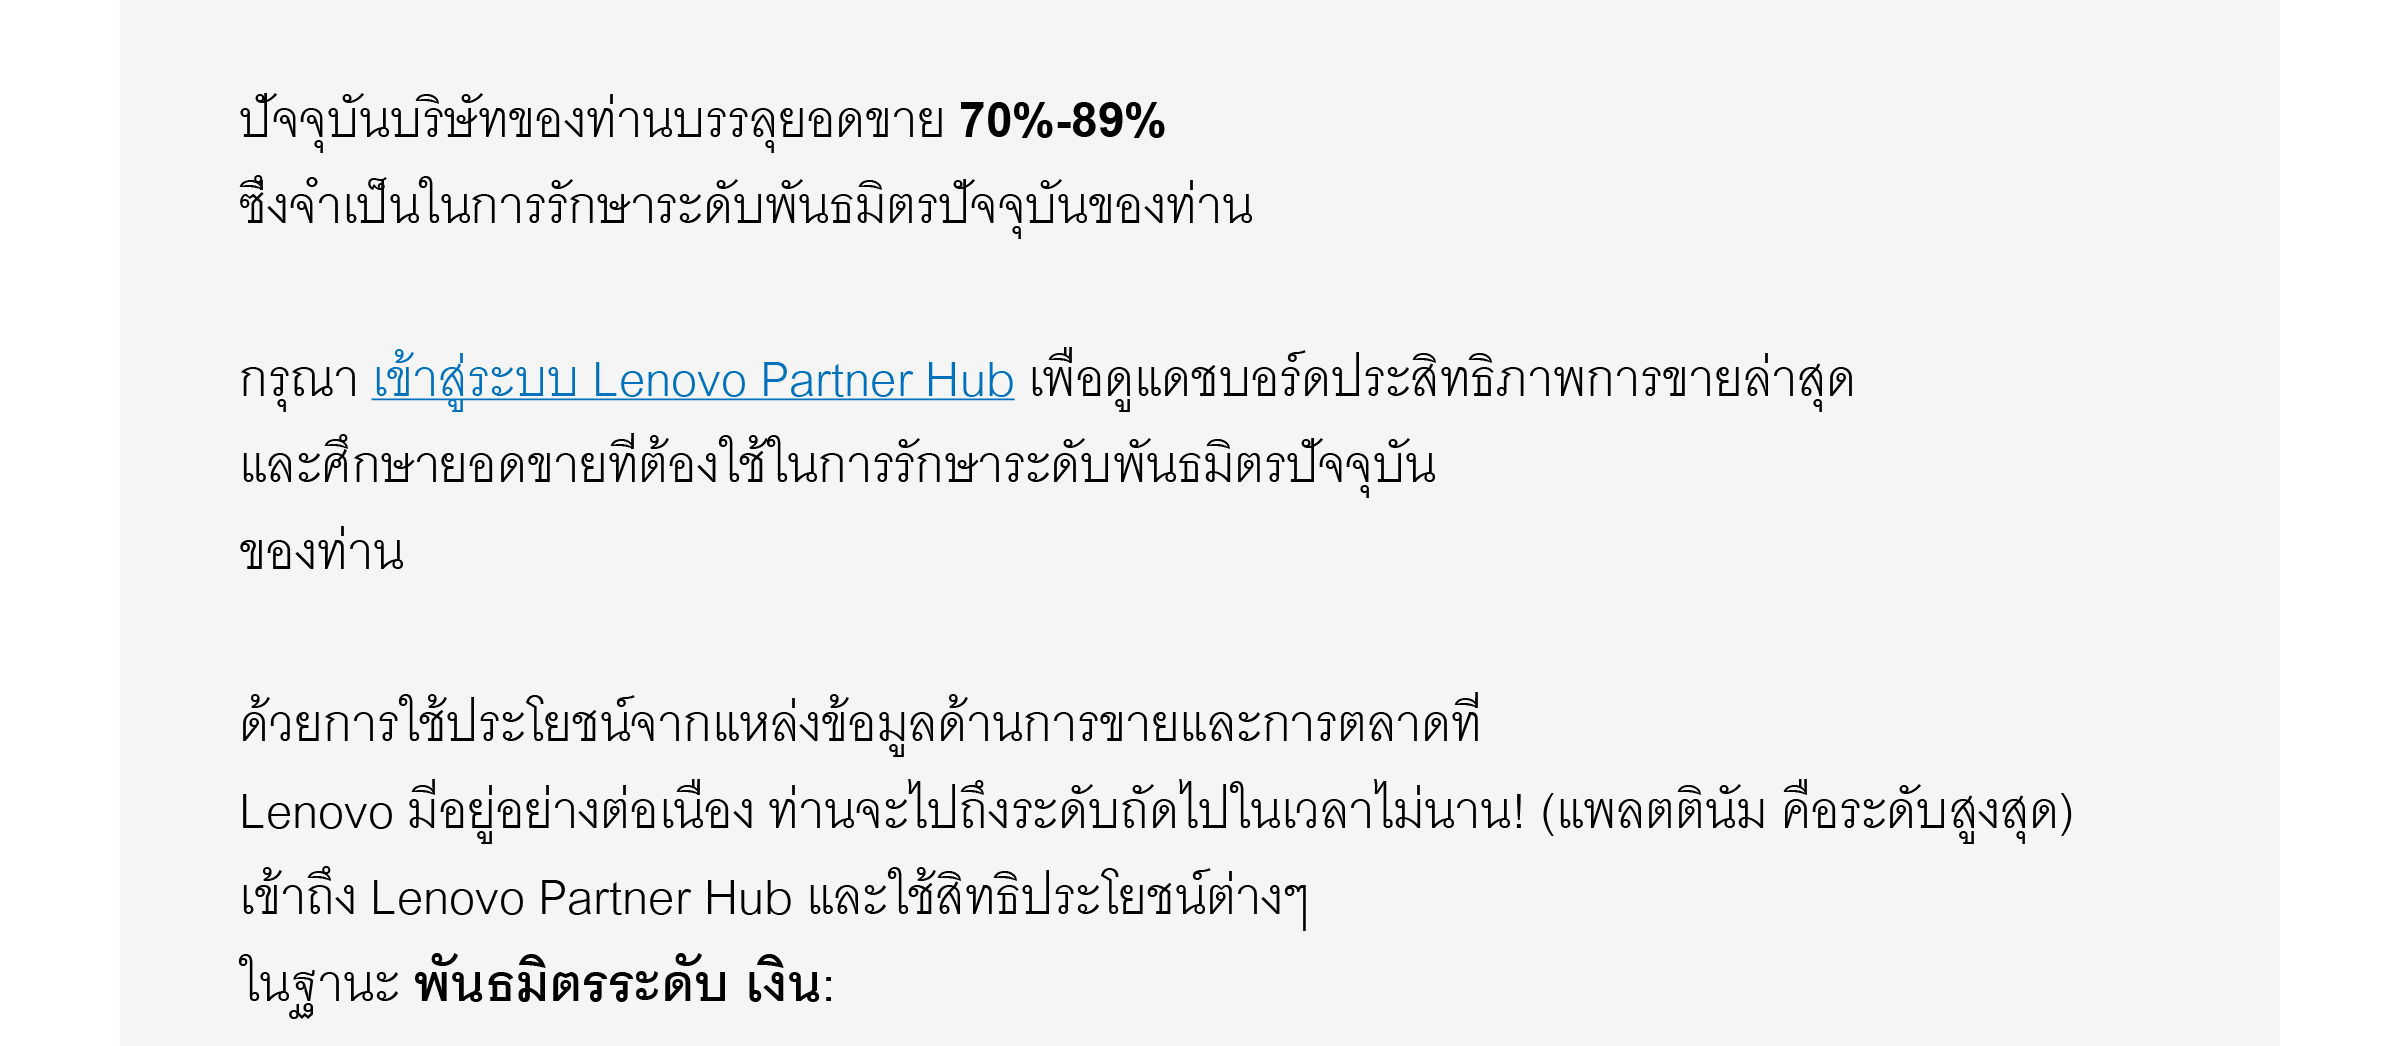 ปัจจุบันบริษัทของท่านบรรลุยอดขาย 70%-89%
ซึ่งจำเป็นในการรักษาระดับพันธมิตรปัจจุบันของท่าน
กรุณา เข้าสู่ระบบ Lenovo Partner Hub เพื่อดูแดชบอร์ดประสิทธิภาพการขายล่าสุด
และศึกษายอดขายที่ต้องใช้ในการรักษาระดับพันธมิตรปัจจุบัน
ของท่าน
ด้วยการใช้ประโยชน์จากแหล่งข้อมูลด้านการขายและการตลาดที่
Lenovo มีอยู่อย่างต่อเนื่อง ท่านจะไปถึงระดับถัดไปในเวลาไม่นาน! (แพลตตินัม คือระดับสูงสุด)
เข้าถึง Lenovo Partner Hub และใช้สิทธิประโยชน์ต่างๆ
ในฐานะ พันธมิตรระดับ เงิน: